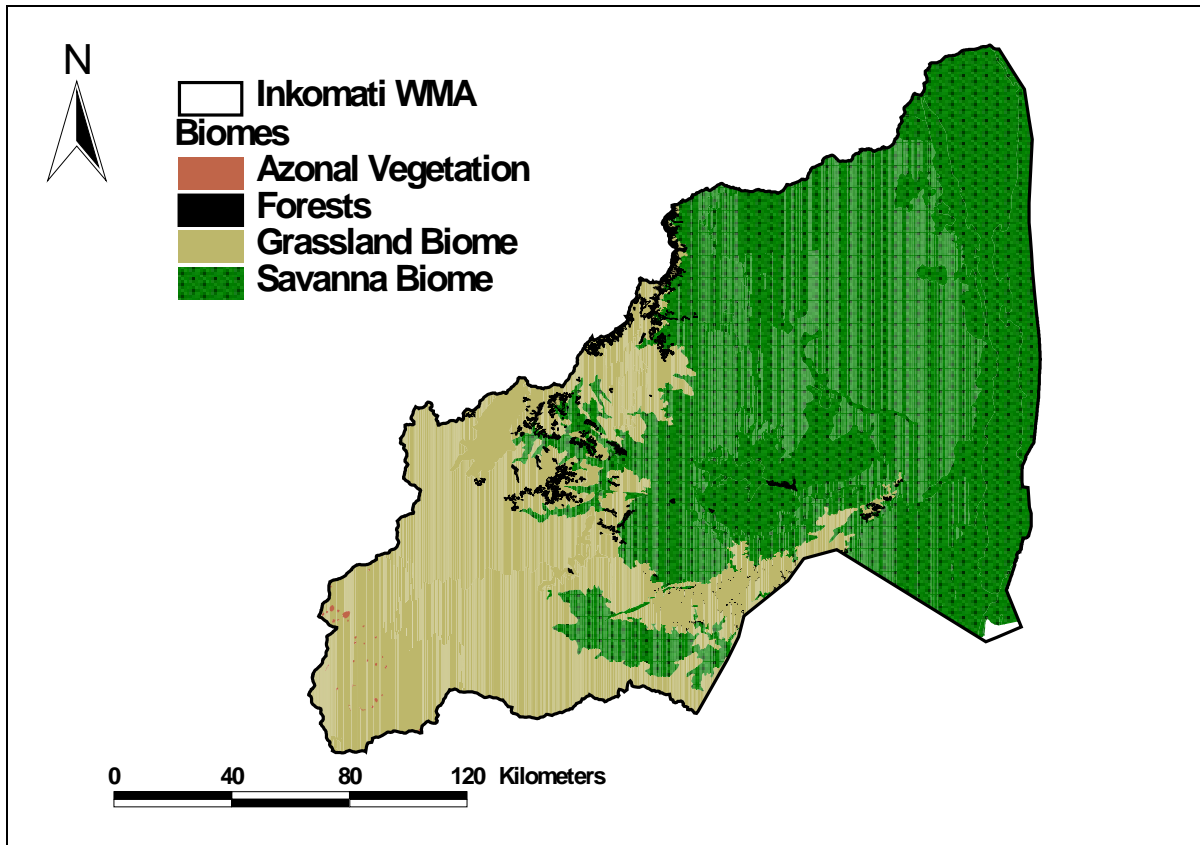 N
Inkomati WMA
Biomes
Azonal Vegetation
Forests
Grassland Biome
Savanna Biome
0 40 80 120 Kilometers